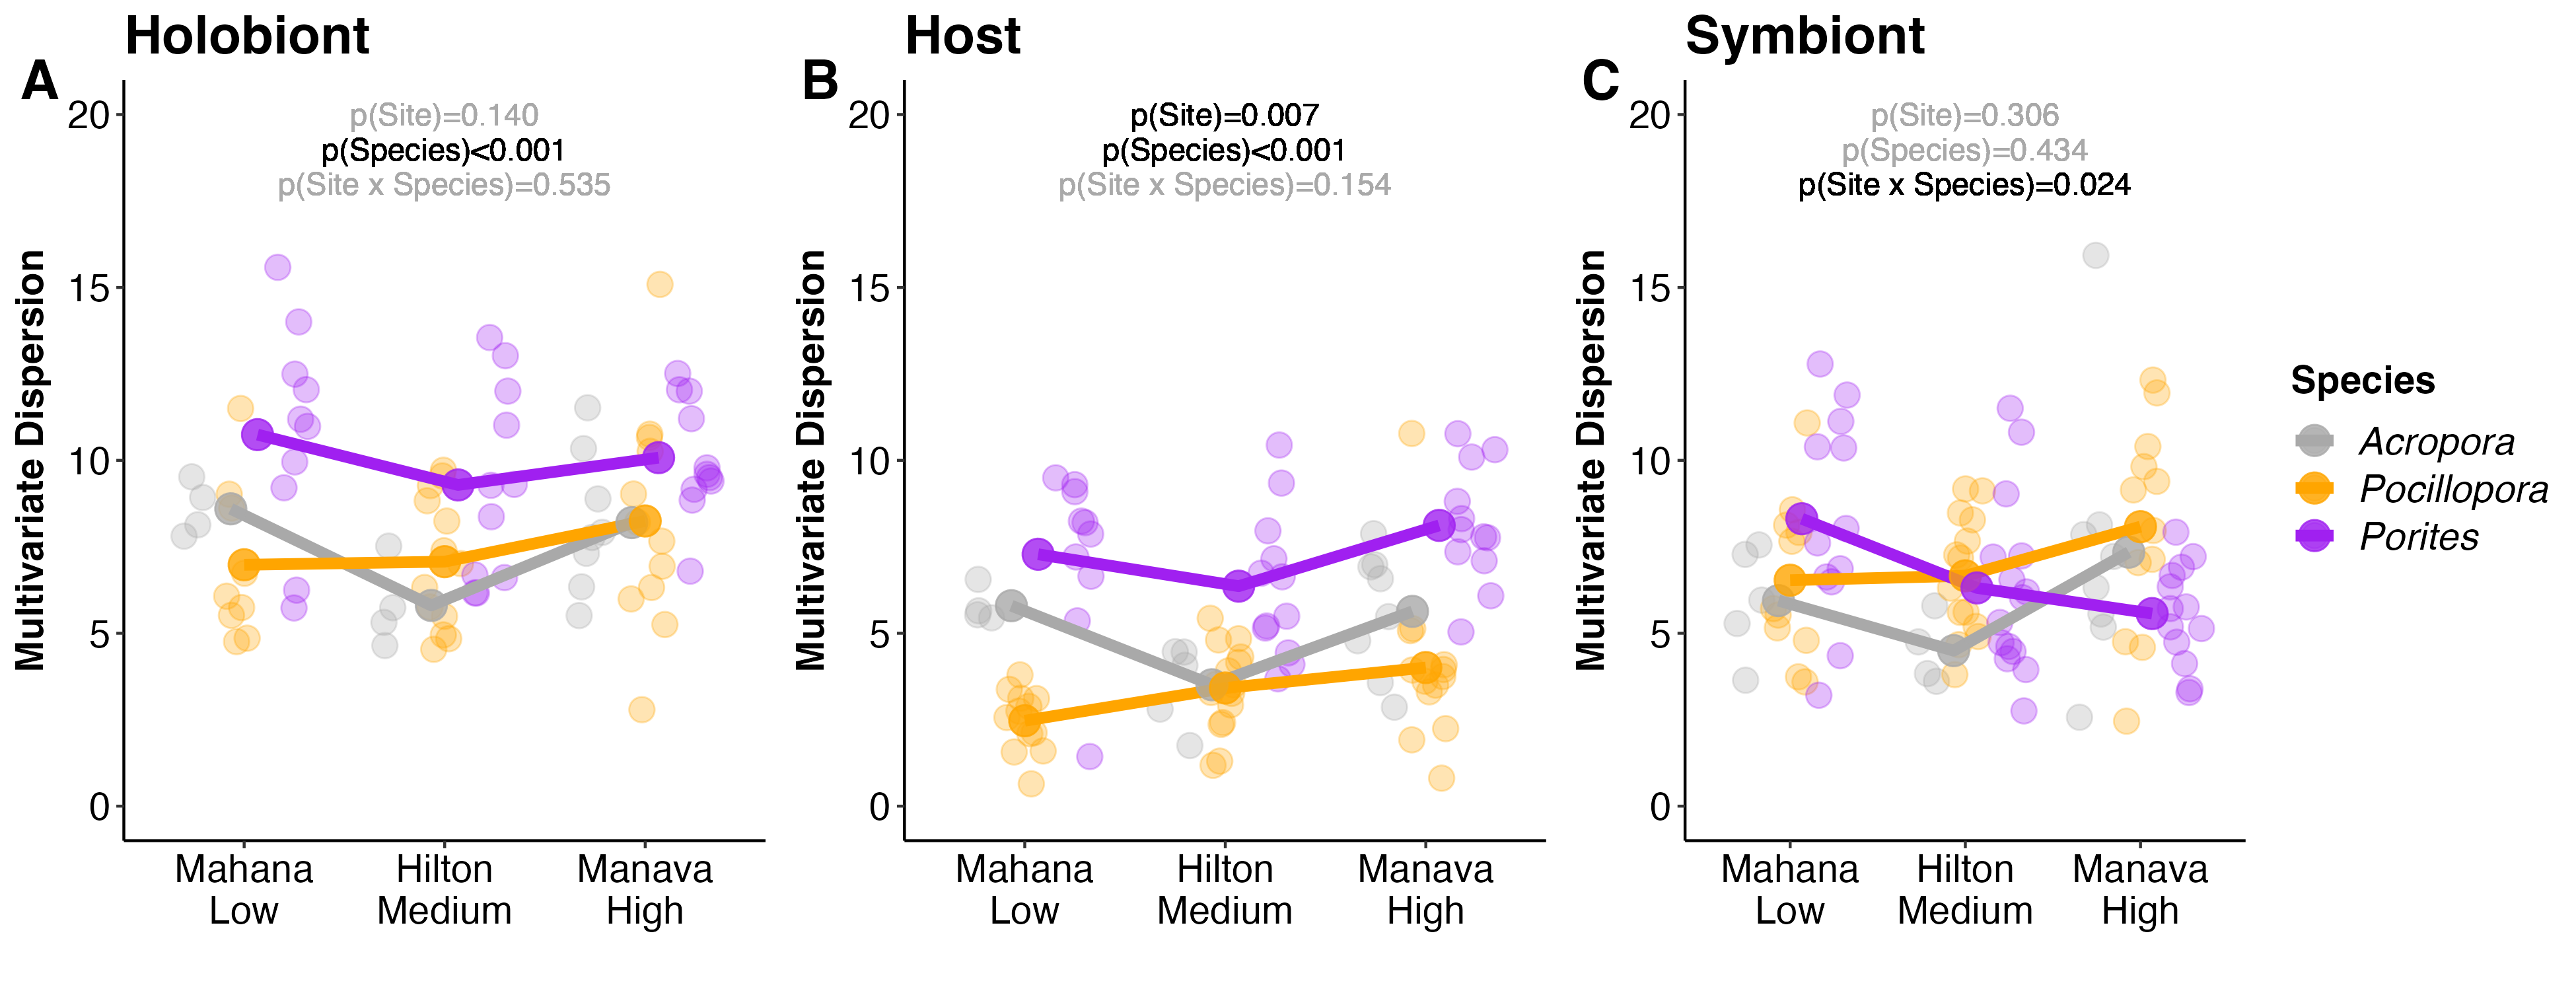 Holobiont
A
p(Site)=0.140
p(Species)<0.001
p(Site x Species)=0.535
Multivariate Dispersion
20
15
10
5
0
Mahana
Low
Hilton
Medium
Manava
High
Host
B
p(Site)=0.007
p(Species)<0.001
p(Site x Species)=0.154
Multivariate Dispersion
20
15
10
5
0
Mahana
Low
Hilton
Medium
Manava
High
Symbiont
C
p(Site)=0.306
p(Species)=0.434
p(Site x Species)=0.024
Multivariate Dispersion
20
15
10
5
0
Mahana
Low
Hilton
Medium
Manava
High
Species
Acropora
Pocillopora
Porites